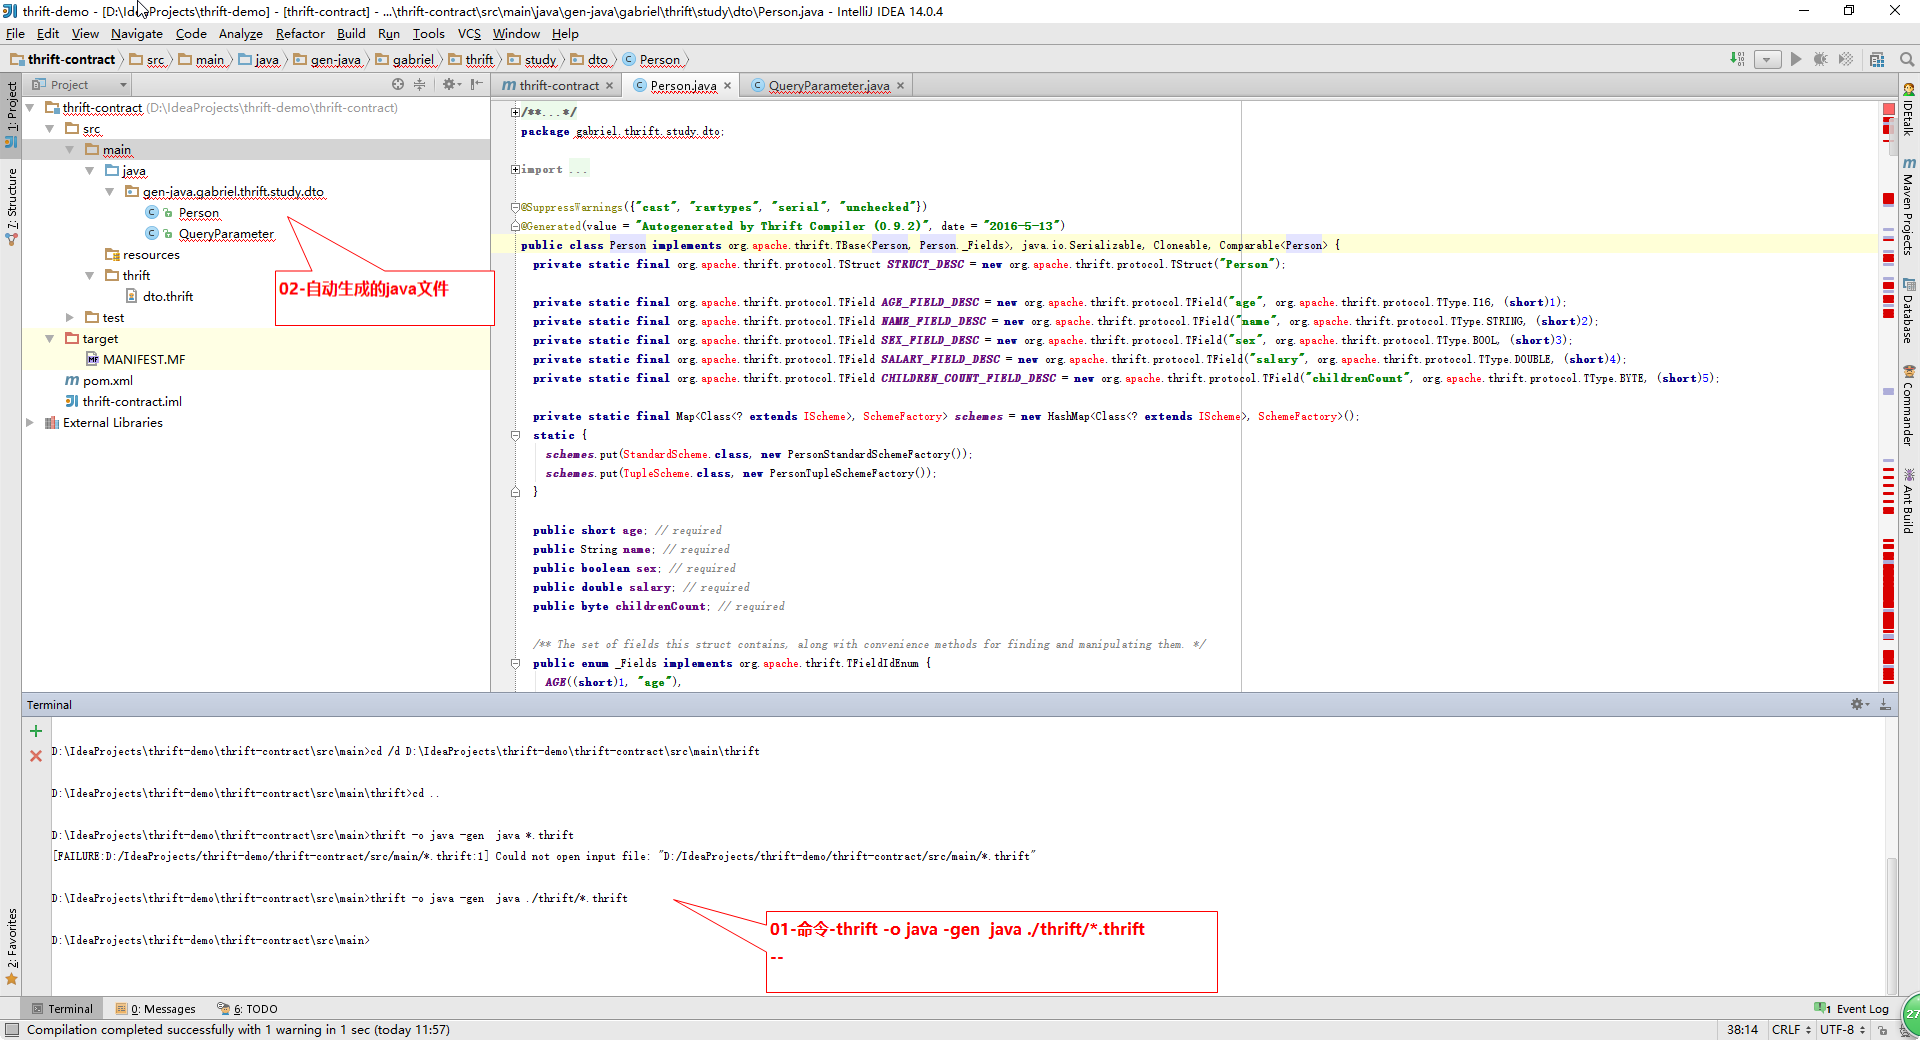 thrift-demo - [D:\IdeaProjects\thrift-demo] - [thrift-contract] - ...\thrift-contract\src\main\java\gen-java\gabriel\thrift\study\dto\Person.java - IntelliJ IDEA 14.0.4
File Edit View Navigate Code Analyze Refactor Build Run Tools VCS Window Help
thrift-contract src main java gen-java gabriel thrift study dto Person
Project
thrift-contract Person.java QueryParameter.java
1: Project
7: Structure
2: Favorites
thrift-contract (D:\IdeaProjects\thrift-demo\thrift-contract)
src
main
java
gen-java.gabriel.thrift.study.dto
Person
QueryParameter
resources
thrift
dto.thrift
test
target
MANIFEST.MF
pom.xml
thrift-contract.iml
External Libraries
02-自动生成的java文件
/**...*/
package gabriel.thrift.study.dto;
import ...
@SuppressWarnings({"cast", "rawtypes", "serial", "unchecked"})
@Generated(value = "Autogenerated by Thrift Compiler (0.9.2)", date = "2016-5-13")
public class Person implements org.apache.thrift.TBase<Person, Person._Fields>, java.io.Serializable, Cloneable, Comparable<Person> {
private static final org.apache.thrift.protocol.TStruct STRUCT_DESC = new org.apache.thrift.protocol.TStruct("Person");
private static final org.apache.thrift.protocol.TField AGE_FIELD_DESC = new org.apache.thrift.protocol.TField("age", org.apache.thrift.protocol.TType.I16, (short)1);
private static final org.apache.thrift.protocol.TField NAME_FIELD_DESC = new org.apache.thrift.protocol.TField("name", org.apache.thrift.protocol.TType.STRING, (short)2);
private static final org.apache.thrift.protocol.TField SEX_FIELD_DESC = new org.apache.thrift.protocol.TField("sex", org.apache.thrift.protocol.TType.BOOL, (short)3);
private static final org.apache.thrift.protocol.TField SALARY_FIELD_DESC = new org.apache.thrift.protocol.TField("salary", org.apache.thrift.protocol.TType.DOUBLE, (short)4);
private static final org.apache.thrift.protocol.TField CHILDREN_COUNT_FIELD_DESC = new org.apache.thrift.protocol.TField("childrenCount", org.apache.thrift.protocol.TType.BYTE, (short)5);
private static final Map<Class<? extends IScheme>, SchemeFactory> schemes = new HashMap<Class<? extends IScheme>, SchemeFactory>();
static {
schemes.put(StandardScheme.class, new PersonStandardSchemeFactory());
schemes.put(TupleScheme.class, new PersonTupleSchemeFactory());
}
public short age; // required
public String name; // required
public boolean sex; // required
public double salary; // required
public byte childrenCount; // required
/** The set of fields this struct contains, along with convenience methods for finding and manipulating them. */
public enum _Fields implements org.apache.thrift.TFieldIdEnum {
AGE((short)1, "age"),
IDEtalk
Maven Projects
Database
Commander
Ant Build
Terminal
D:\IdeaProjects\thrift-demo\thrift-contract\src\main>cd /d D:\IdeaProjects\thrift-demo\thrift-contract\src\main\thrift
D:\IdeaProjects\thrift-demo\thrift-contract\src\main\thrift>cd ..
D:\IdeaProjects\thrift-demo\thrift-contract\src\main>thrift -o java -gen  java *.thrift
[FAILURE:D:/IdeaProjects/thrift-demo/thrift-contract/src/main/*.thrift:1] Could not open input file: "D:/IdeaProjects/thrift-demo/thrift-contract/src/main/*.thrift"
D:\IdeaProjects\thrift-demo\thrift-contract\src\main>thrift -o java -gen  java ./thrift/*.thrift
D:\IdeaProjects\thrift-demo\thrift-contract\src\main>
01-命令-thrift -o java -gen  java ./thrift/*.thrift
--
Terminal 0: Messages 6: TODO
1 Event Log
27
Compilation completed successfully with 1 warning in 1 sec (today 11:57)
38:14 CRLF UTF-8